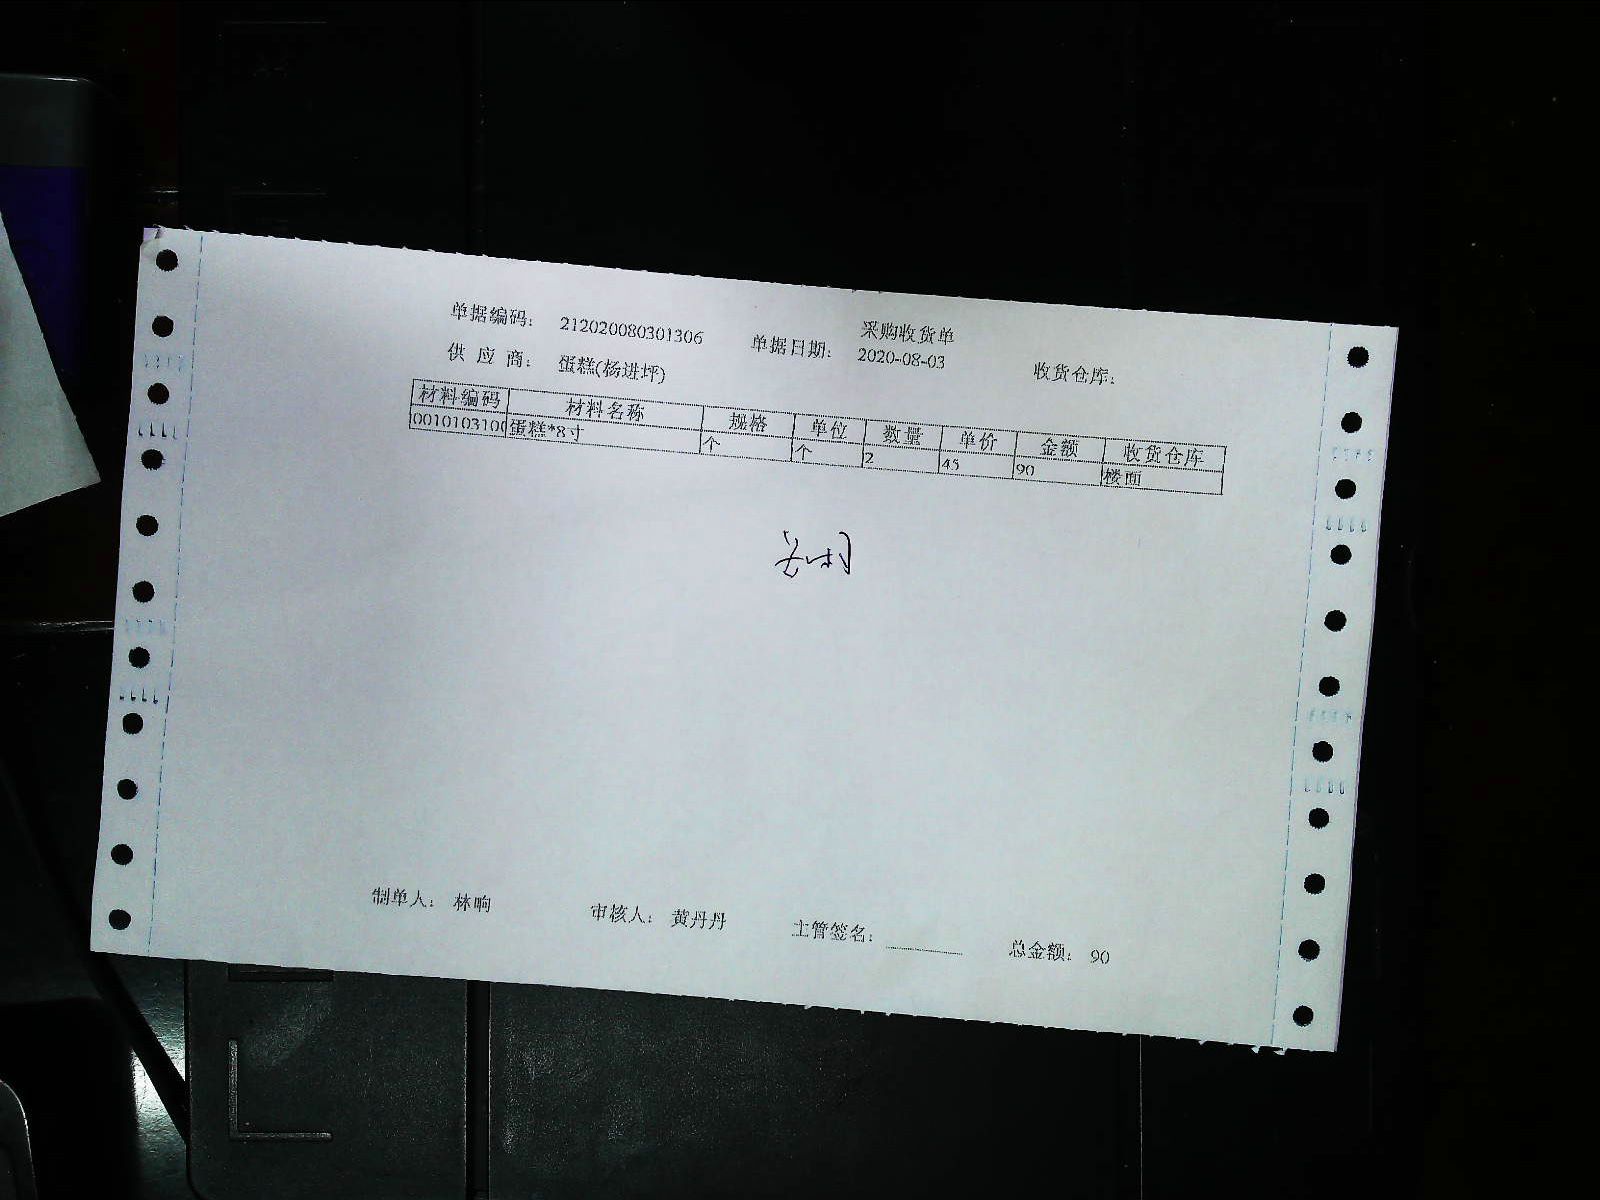 采购收货单
单据编码： 212020080301306 单据日期： 2020-08-03 收货仓库：
供 应 商： 蛋糕(杨进坪)
材料编码 材料名称 规格 单位 数量 单价 金额 收货仓库
0010103100 蛋糕*8寸 个 个 2 45 90 楼面
制单人： 林晌 审核人： 黄丹丹 主管签名： 总金额： 90